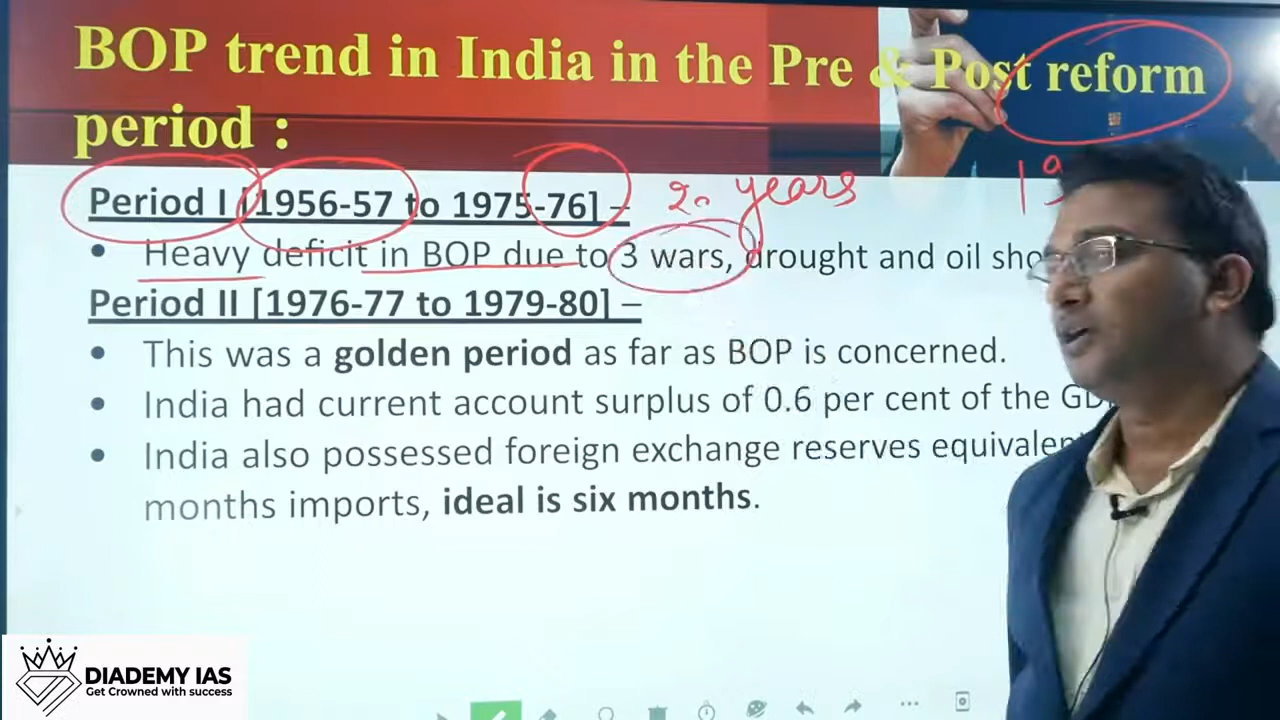 BOP trend in India in the Pre & Post reform
period :
Period I [1956-57 to 1975-76] – 20 years
• Heavy deficit in BOP due to 3 wars, drought and oil
Period II [1976-77 to 1979-80] –
• This was a golden period as far as BOP is concerned.
• India had current account surplus of 0.6 per cent of the
• India also possessed foreign exchange reserves
months imports, ideal is six months.
DIADEMY IAS
Get Crowned with success